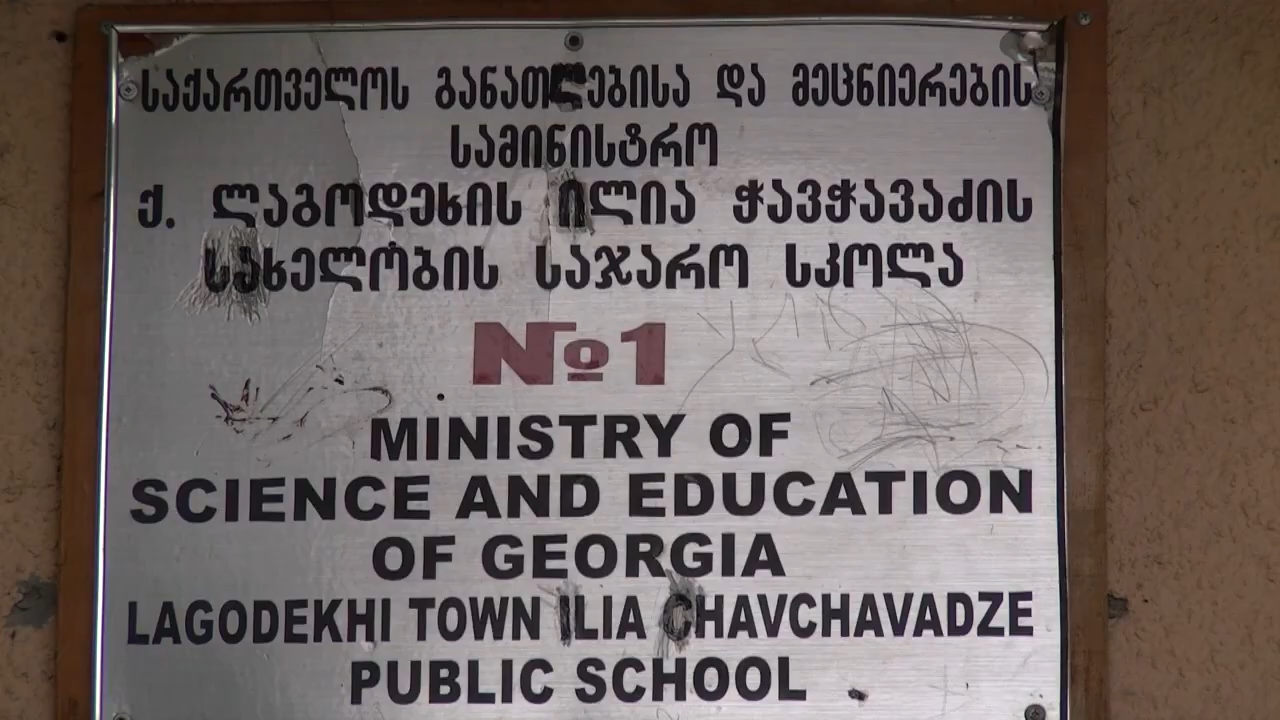 საქართველოს განათლებისა და მეცნიერების
სამინისტრო
ქ. ლაგოდეხის ილია ჭავჭავაძის
სახელობის საჯარო სკოლა
№1
MINISTRY OF
SCIENCE AND EDUCATION
OF GEORGIA
LAGODEKHI TOWN ILIA CHAVCHAVADZE
PUBLIC SCHOOL